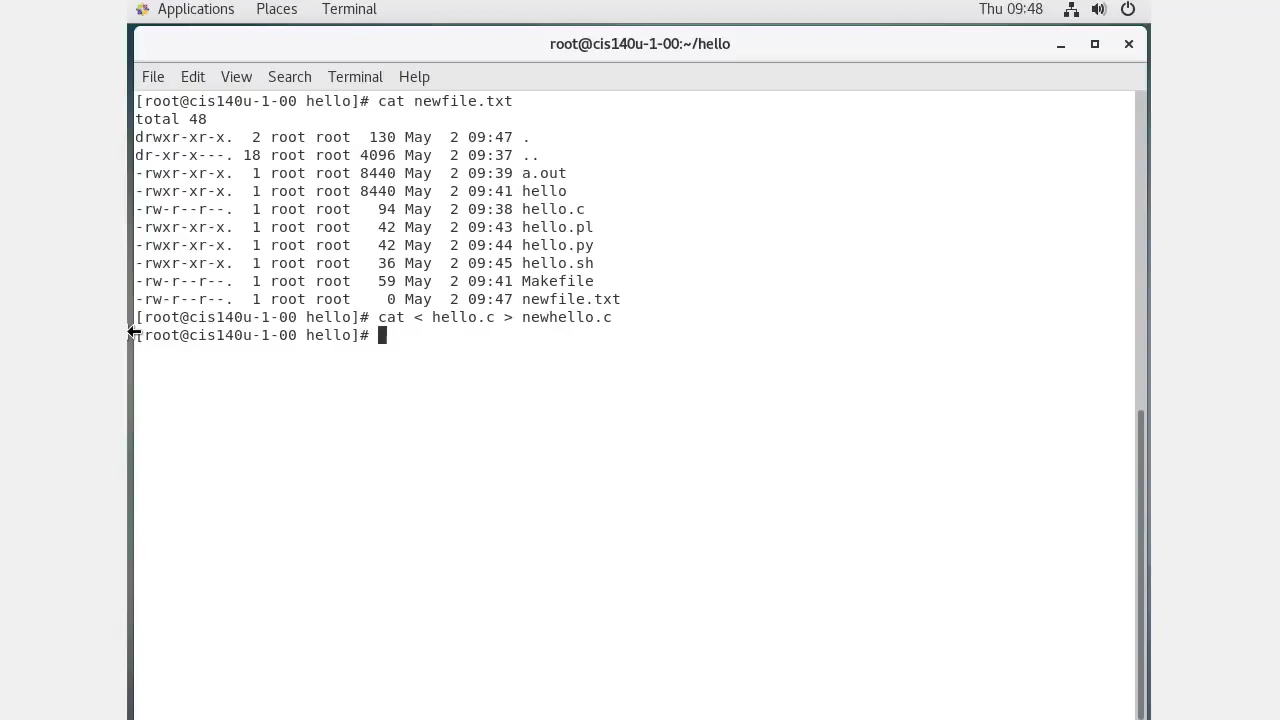 Applications Places Terminal Thu 09:48
root@cis140u-1-00:~/hello
File Edit View Search Terminal Help
[root@cis140u-1-00 hello]# cat newfile.txt
total 48
drwxr-xr-x.  2 root root  130 May  2 09:47 .
dr-xr-x---. 18 root root 4096 May  2 09:37 ..
-rwxr-xr-x.  1 root root 8440 May  2 09:39 a.out
-rwxr-xr-x.  1 root root 8440 May  2 09:41 hello
-rw-r--r--.  1 root root   94 May  2 09:38 hello.c
-rwxr-xr-x.  1 root root   42 May  2 09:43 hello.pl
-rwxr-xr-x.  1 root root   42 May  2 09:44 hello.py
-rwxr-xr-x.  1 root root   36 May  2 09:45 hello.sh
-rw-r--r--.  1 root root   59 May  2 09:41 Makefile
-rw-r--r--.  1 root root    0 May  2 09:47 newfile.txt
[root@cis140u-1-00 hello]# cat < hello.c > newhello.c
[root@cis140u-1-00 hello]#